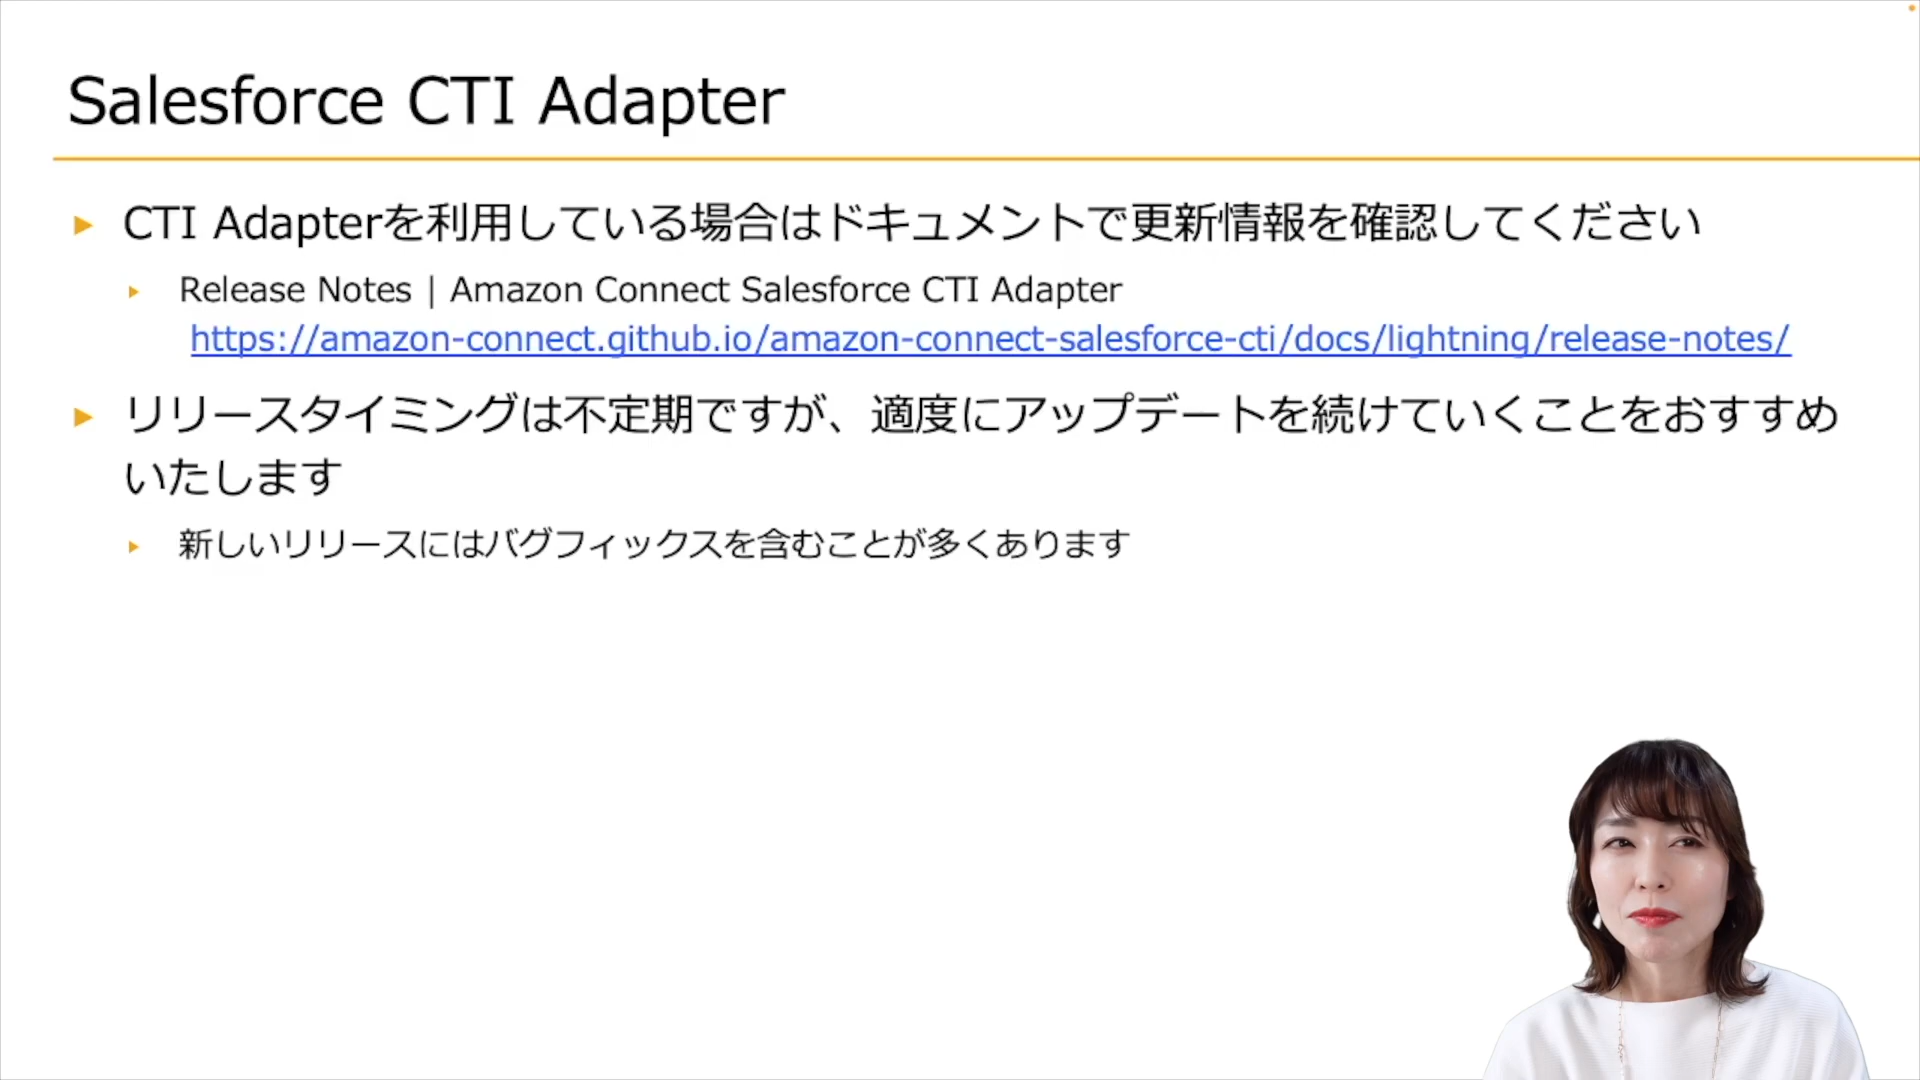 Salesforce CTI Adapter
CTI Adapterを利用している場合はドキュメントで更新情報を確認してください
Release Notes | Amazon Connect Salesforce CTI Adapter
https://amazon-connect.github.io/amazon-connect-salesforce-cti/docs/lightning/release-notes/
リリースタイミングは不定期ですが、適度にアップデートを続けていくことをおすすめ
いたします
新しいリリースにはバグフィックスを含むことが多くあります